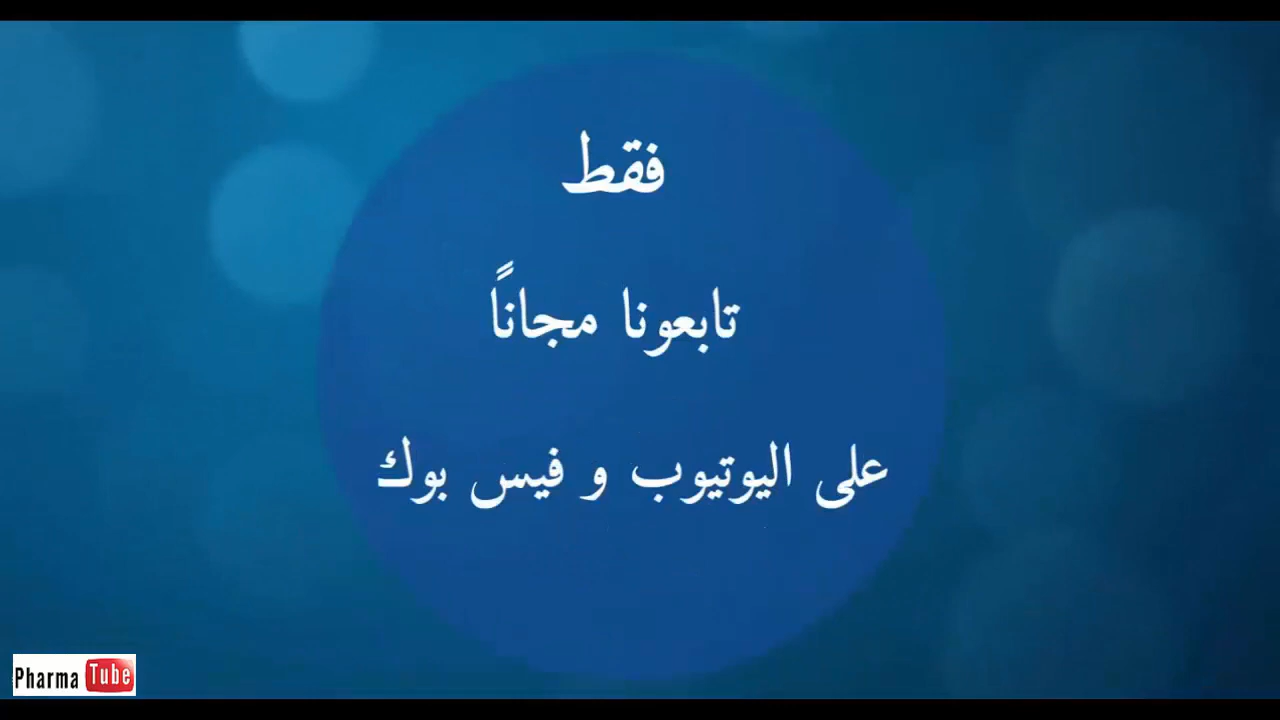 فقط
تابعونا مجاناً
على اليوتيوب و فيس بوك
Pharma Tube